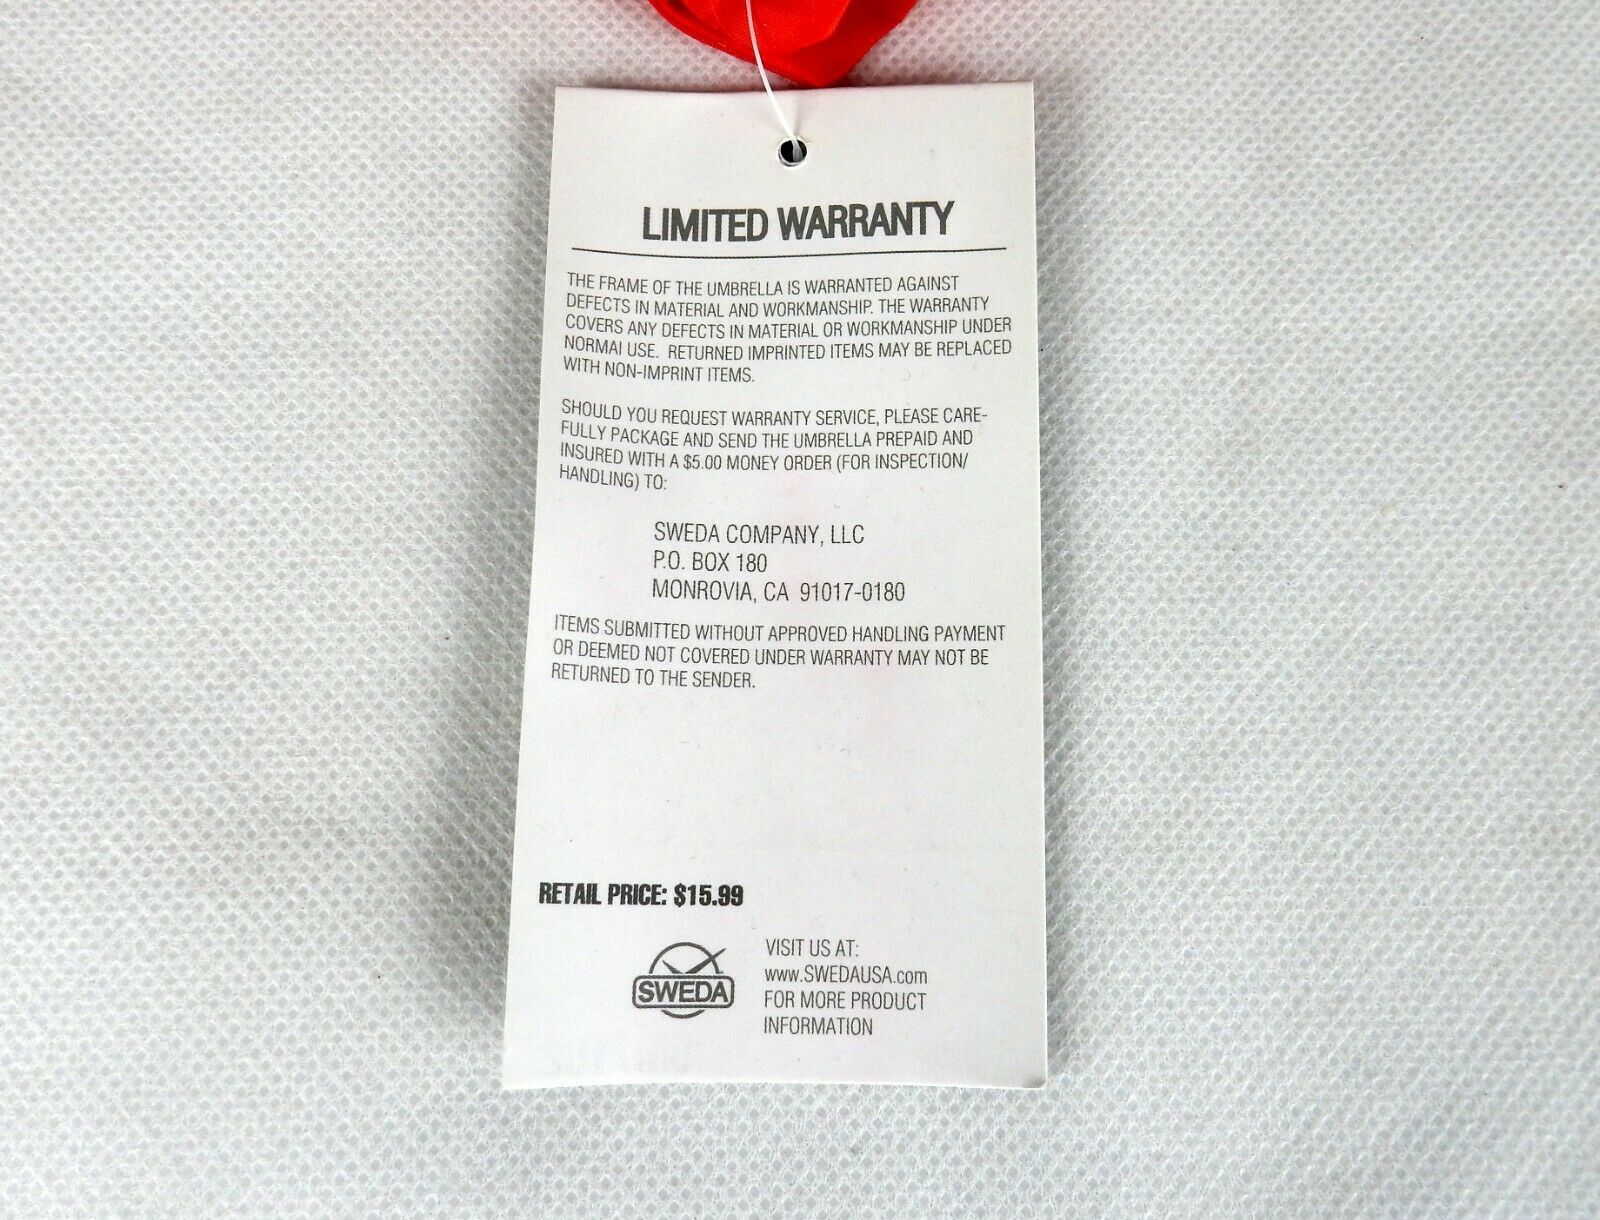 LIMITED WARRANTY
THE FRAME OF THE UMBRELLA IS WARRANTED AGAINST
DEFECTS IN MATERIAL AND WORKMANSHIP. THE WARRANTY
COVERS ANY DEFECTS IN MATERIAL OR WORKMANSHIP UNDER
NORMAI USE. RETURNED IMPRINTED ITEMS MAY BE REPLACED
WITH NON-IMPRINT ITEMS.
SHOULD YOU REQUEST WARRANTY SERVICE, PLEASE CARE-
FULLY PACKAGE AND SEND THE UMBRELLA PREPAID AND
INSURED WITH A $5.00 MONEY ORDER (FOR INSPECTION/
HANDLING) TO:
SWEDA COMPANY, LLC
P.O. BOX 180
MONROVIA, CA 91017-0180
ITEMS SUBMITTED WITHOUT APPROVED HANDLING PAYMENT
OR DEEMED NOT COVERED UNDER WARRANTY MAY NOT BE
RETURNED TO THE SENDER.
RETAIL PRICE: $15.99
SWEDA
VISIT US AT:
www.SWEDAUSA.com
FOR MORE PRODUCT
INFORMATION